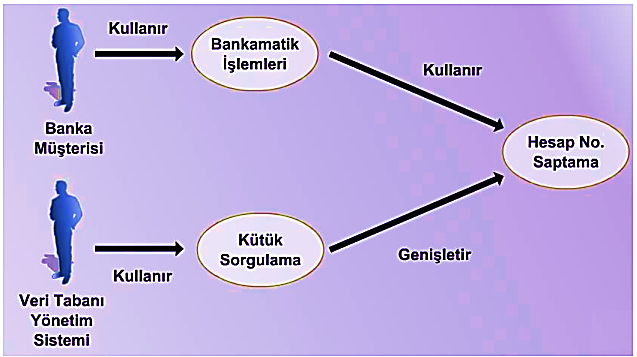 Kullanır
Bankamatik
İşlemleri
Kullanır
Banka
Müşterisi
Hesap No.
Saptama
Kütük
Sorgulama
Kullanır
Genişletir
Veri Tabanı
Yönetim
Sistemi